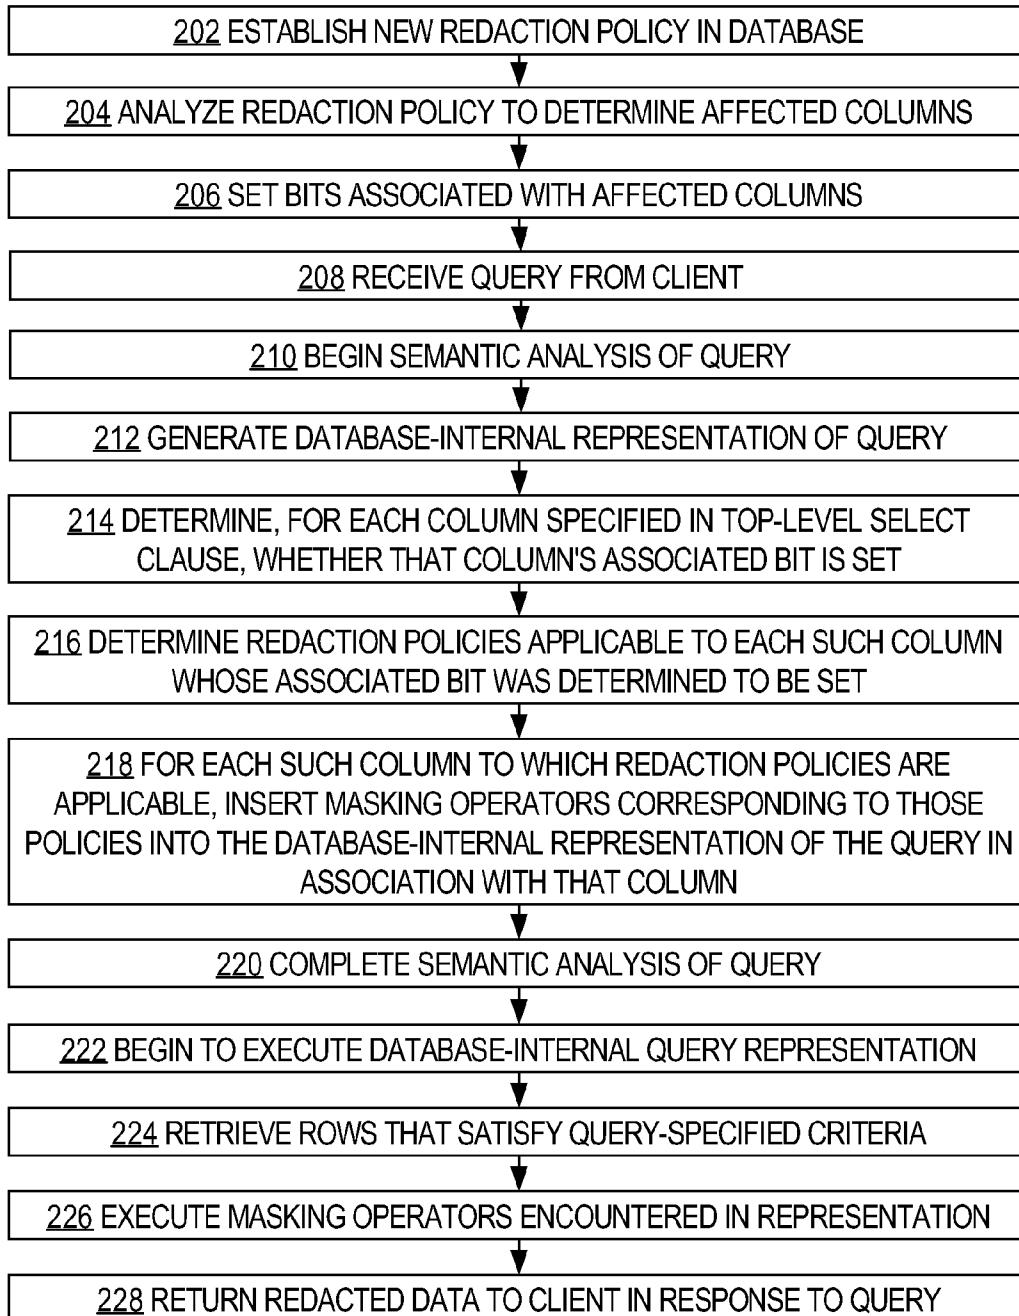 202 ESTABLISH NEW REDACTION POLICY IN DATABASE
204 ANALYZE REDACTION POLICY TO DETERMINE AFFECTED COLUMNS
206 SET BITS ASSOCIATED WITH AFFECTED COLUMNS
208 RECEIVE QUERY FROM CLIENT
210 BEGIN SEMANTIC ANALYSIS OF QUERY
212 GENERATE DATABASE-INTERNAL REPRESENTATION OF QUERY
214 DETERMINE, FOR EACH COLUMN SPECIFIED IN TOP-LEVEL SELECT
CLAUSE, WHETHER THAT COLUMN'S ASSOCIATED BIT IS SET
216 DETERMINE REDACTION POLICIES APPLICABLE TO EACH SUCH COLUMN
WHOSE ASSOCIATED BIT WAS DETERMINED TO BE SET
218 FOR EACH SUCH COLUMN TO WHICH REDACTION POLICIES ARE
APPLICABLE, INSERT MASKING OPERATORS CORRESPONDING TO THOSE
POLICIES INTO THE DATABASE-INTERNAL REPRESENTATION OF THE QUERY IN
ASSOCIATION WITH THAT COLUMN
220 COMPLETE SEMANTIC ANALYSIS OF QUERY
222 BEGIN TO EXECUTE DATABASE-INTERNAL QUERY REPRESENTATION
224 RETRIEVE ROWS THAT SATISFY QUERY-SPECIFIED CRITERIA
226 EXECUTE MASKING OPERATORS ENCOUNTERED IN REPRESENTATION
228 RETURN REDACTED DATA TO CLIENT IN RESPONSE TO QUERY